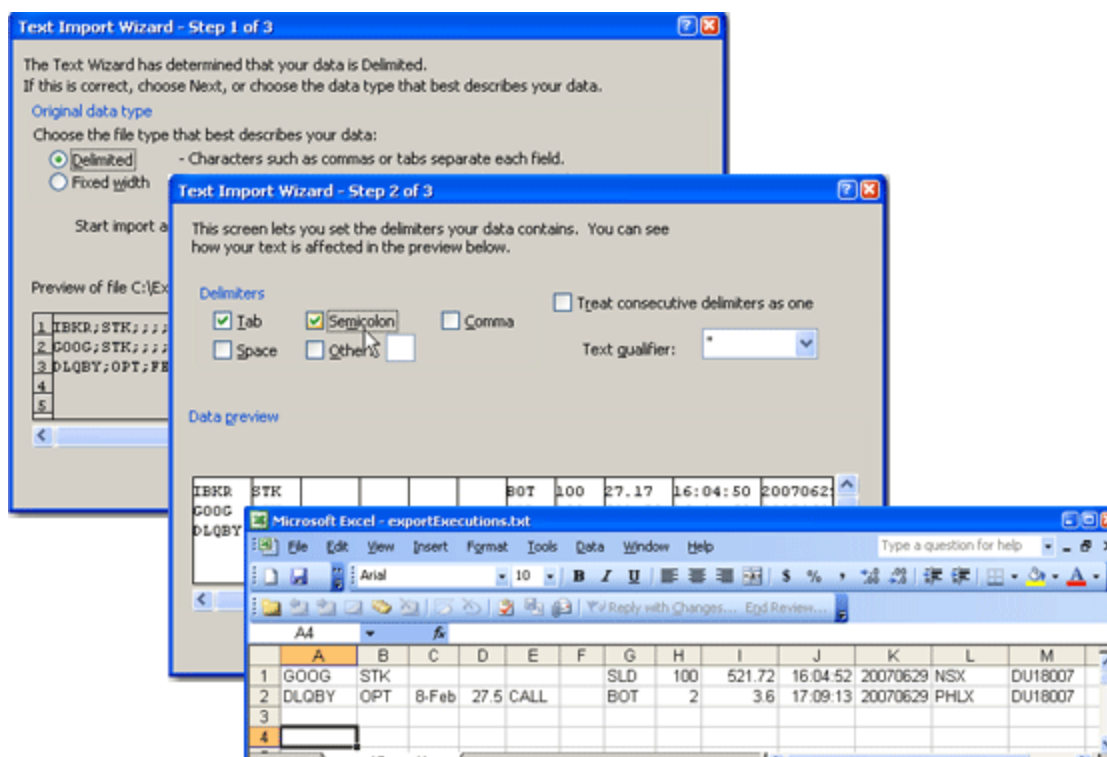 Text Import Wizard - Step 1 of 3
The Text Wizard has determined that your data is Delimited.
If this is correct, choose Next, or choose the data type that best describes your data.
Original data type
Choose the file type that best describes your data:
Delimited - Characters such as commas or tabs separate each field.
Fixed width
Start import a
Preview of file C:\Ex
1 IBKR;STK;;;;
2 GOOG;STK;;;;
3 DLQBY;OPT;FE
4
5
Text Import Wizard - Step 2 of 3
This screen lets you set the delimiters your data contains. You can see
how your text is affected in the preview below.
Delimiters
Treat consecutive delimiters as one
Tab Semicolon Comma
Space Other:
Text qualifier: "
Data preview
IBKR STK BOT 100 27.17 16:04:50 20070629
GOOG
DLQBY
Microsoft Excel - exportExecutions.txt
File Edit View Insert Format Tools Data Window Help Type a question for help
Arial 10 B I U $ % ,
Reply with Changes... End Review...
A4 fx
A B C D E F G H I J K L M
1 GOOG STK SLD 100 521.72 16:04:52 20070629 NSX DU18007
2 DLQBY OPT 8-Feb 27.5 CALL BOT 2 3.6 17:09:13 20070629 PHLX DU18007
3
4